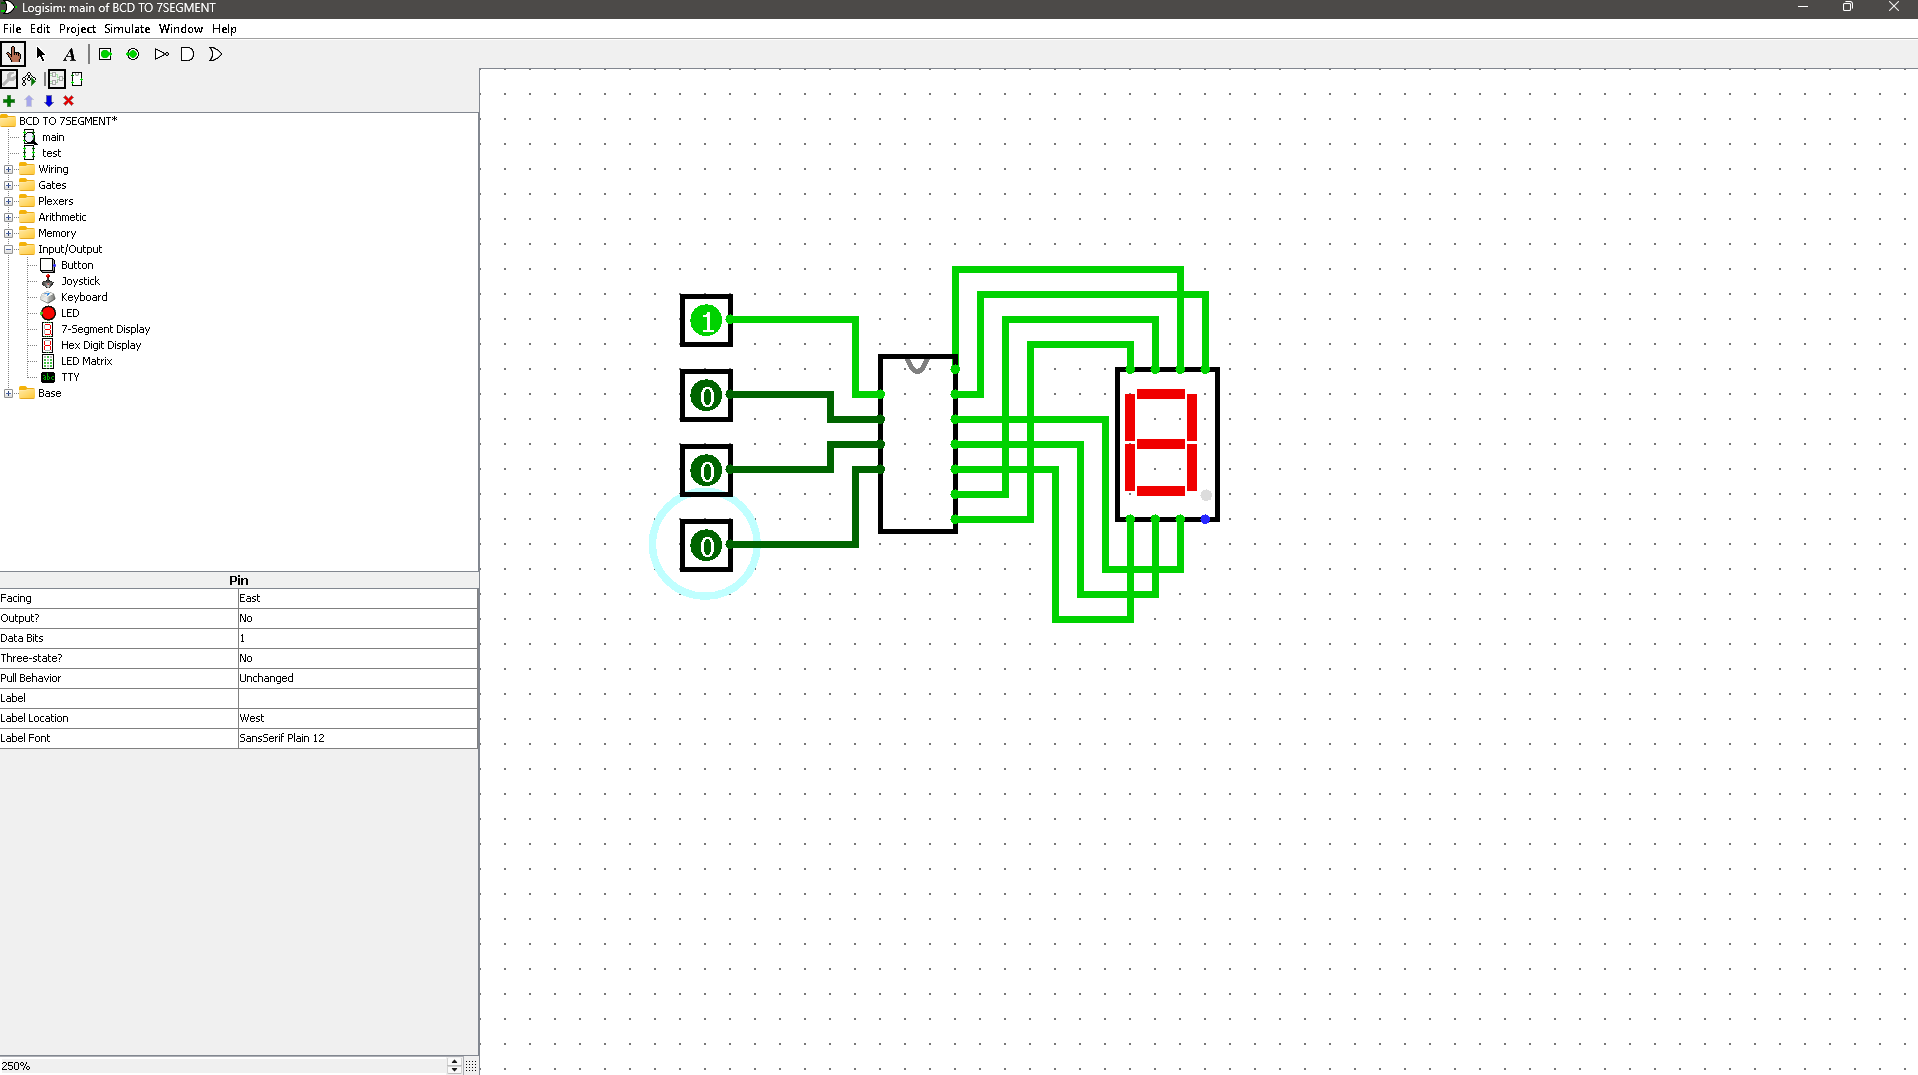 Logisim: main of BCD TO 7SEGMENT
File Edit Project Simulate Window Help
A
BCD TO 7SEGMENT*
main
test
Wiring
Gates
Plexers
Arithmetic
Memory
Input/Output
Button
Joystick
Keyboard
LED
7-Segment Display
Hex Digit Display
LED Matrix
TTY
Base
Pin
Facing East
Output? No
Data Bits 1
Three-state? No
Pull Behavior Unchanged
Label
Label Location West
Label Font SansSerif Plain 12
250%
1
0
0
0
8